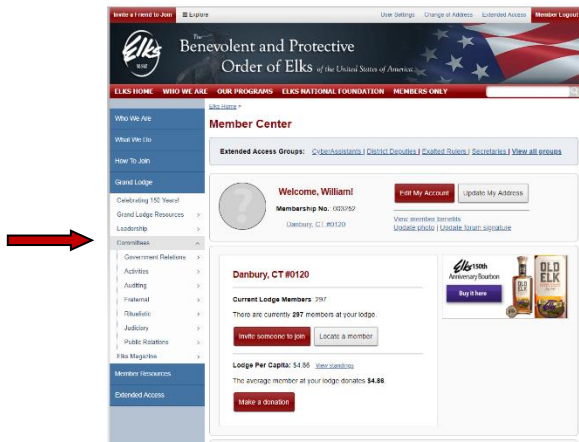 Invite a Friend to Join Explore User Settings Change of Address Extended Access Member Logout
Elks
The
Benevolent and Protective
Order of Elks of the United States of America
ELKS HOME WHO WE ARE OUR PROGRAMS ELKS NATIONAL FOUNDATION MEMBERS ONLY
Elks Home >
Who We Are
What We Do
How To Join
Grand Lodge
Celebrating 150 Years!
Grand Lodge Resources
Leadership
Committees
Government Relations
Activities
Auditing
Fraternal
Ritualistic
Judiciary
Public Relations
Elks Magazine
Member Resources
Extended Access
Member Center
Extended Access Groups: CyberAssistants | District Deputies | Exalted Rulers | Secretaries | View all groups
Welcome, William!
Membership No. 003252
Danbury, CT #0120
Edit My Account Update My Address
View member benefits
Update photo | Update forum signature
Danbury, CT #0120
Current Lodge Members: 297
There are currently 297 members at your lodge.
Invite someone to join Locate a member
Lodge Per Capita: $4.86 View standings
The average member at your lodge donates $4.86.
Make a donation
Elks 150th
Anniversary Bourbon
Buy it here
OLD
ELK
OLD
ELK